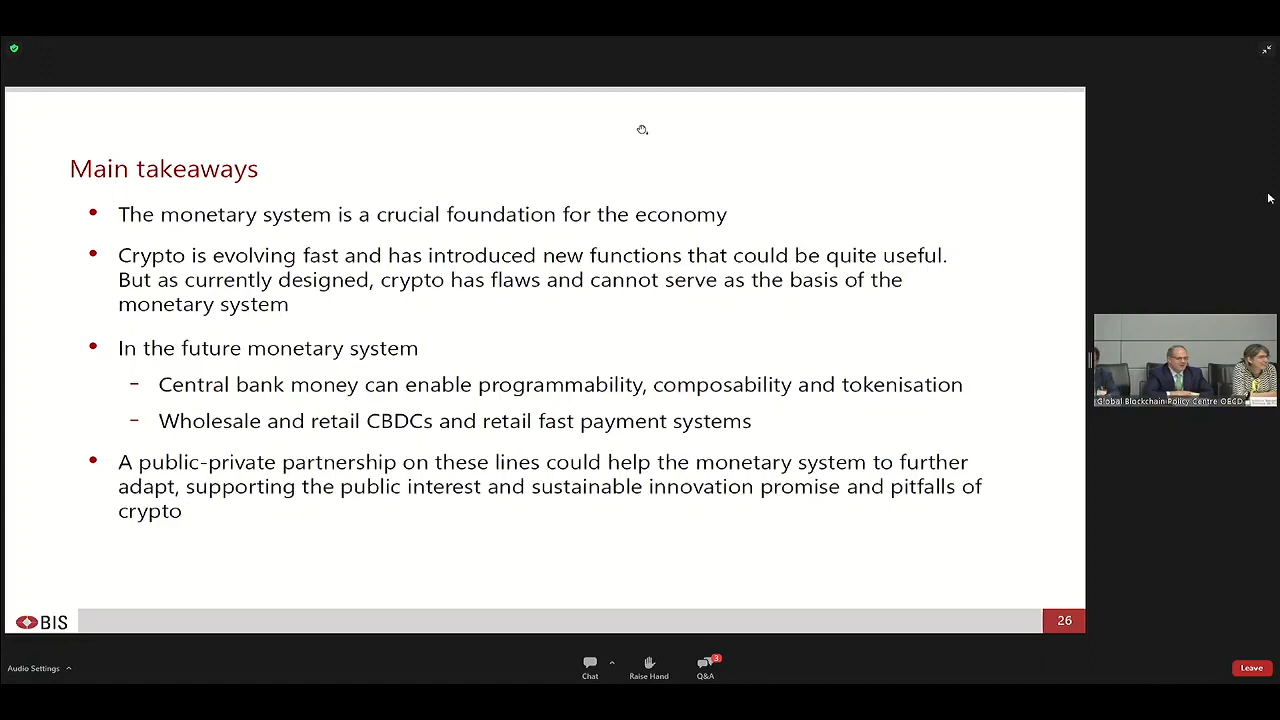 Main takeaways
• The monetary system is a crucial foundation for the economy
• Crypto is evolving fast and has introduced new functions that could be quite useful.
But as currently designed, crypto has flaws and cannot serve as the basis of the
monetary system
• In the future monetary system
– Central bank money can enable programmability, composability and tokenisation
– Wholesale and retail CBDCs and retail fast payment systems
• A public-private partnership on these lines could help the monetary system to further
adapt, supporting the public interest and sustainable innovation promise and pitfalls of
crypto
BIS
26
Global Blockchain Policy Centre OECD
Audio Settings
Chat
Raise Hand
3
Q&A
Leave